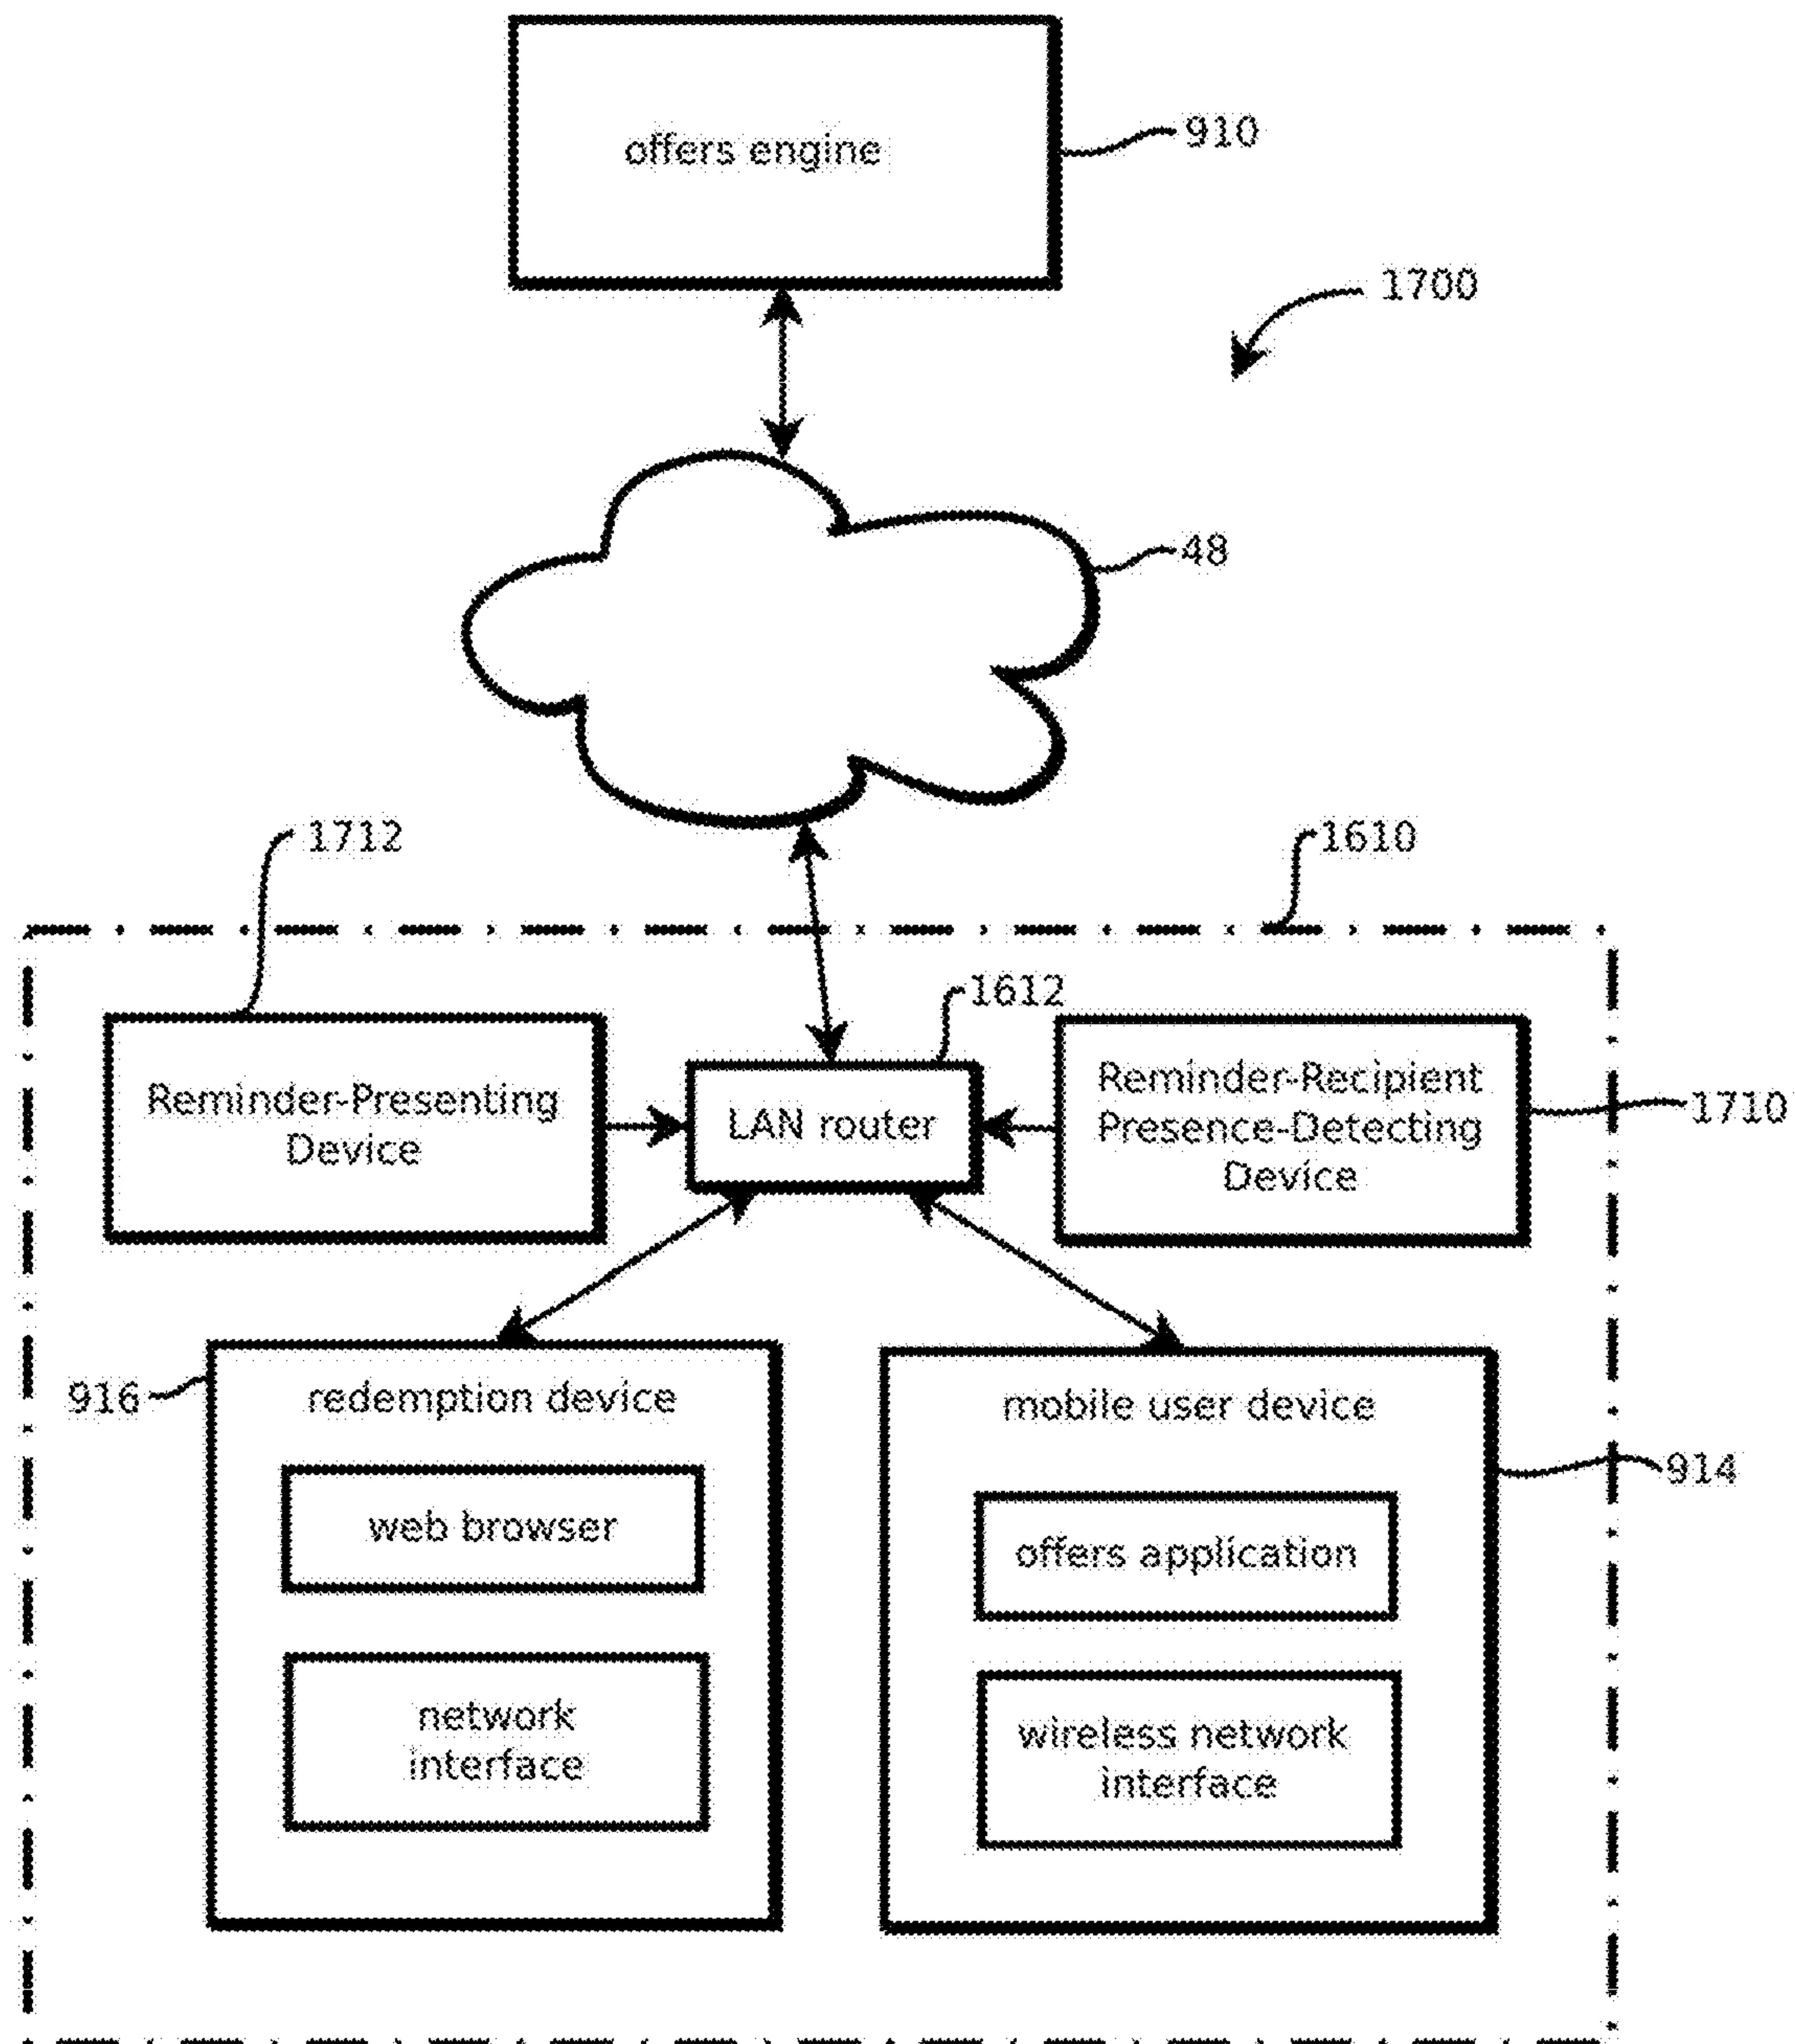 offers engine
910
1700
48
1712
1610
1612
Reminder-Presenting
Device
LAN router
Reminder-Recipient
Presence-Detecting
Device
1710
916
redemption device
web browser
network
interface
mobile user device
914
offers application
wireless network
interface